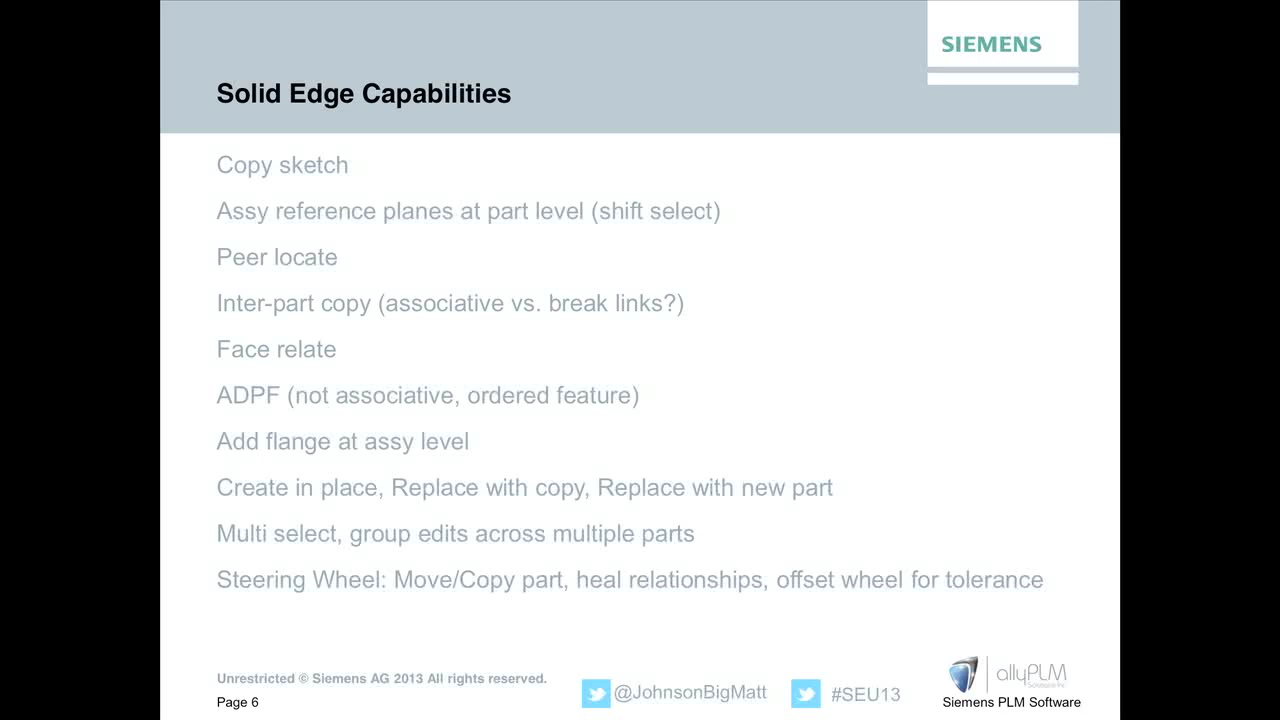 SIEMENS
Solid Edge Capabilities
Copy sketch
Assy reference planes at part level (shift select)
Peer locate
Inter-part copy (associative vs. break links?)
Face relate
ADPF (not associative, ordered feature)
Add flange at assy level
Create in place, Replace with copy, Replace with new part
Multi select, group edits across multiple parts
Steering Wheel: Move/Copy part, heal relationships, offset wheel for tolerance
Unrestricted © Siemens AG 2013 All rights reserved.
Page 6
@JohnsonBigMatt
#SEU13
allyPLM
Solutions Inc
Siemens PLM Software